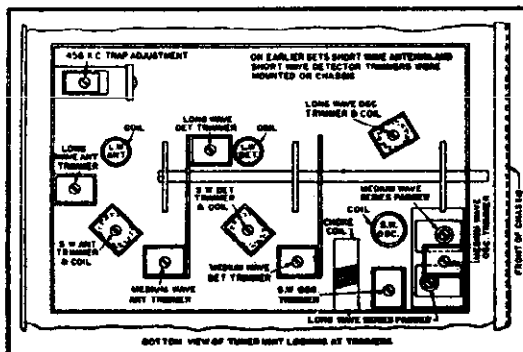 456 K C TRAP ADJUSTMENT
ON EARLIER SETS SHORT WAVE ANTENNA AND
SHORT WAVE DETECTOR TRIMMERS WERE
MOUNTED ON CHASSIS
LONG WAVE
DET TRIMMER
COIL
LONG WAVE OSC
TRIMMER & COIL
COIL
L.W
ANT
L.W
DET.
LONG
WAVE ANT
TRIMMER
S W DET
TRIMMER
& COIL
MEDIUM WAVE
SERIES PADDER
COIL
S.W.
OSC.
CHOKE
COIL
S W ANT
TRIMMER
& COIL
MEDIUM WAVE
OSC. TRIMMER
FRONT OF CHASSIS
MEDIUM WAVE
ANT TRIMMER
MEDIUM WAVE
DET TRIMMER
S.W OSC
TRIMMER
LONG WAVE SERIES PADDER
BOTTOM VIEW OF TUNER UNIT LOOKING AT TRIMMERS